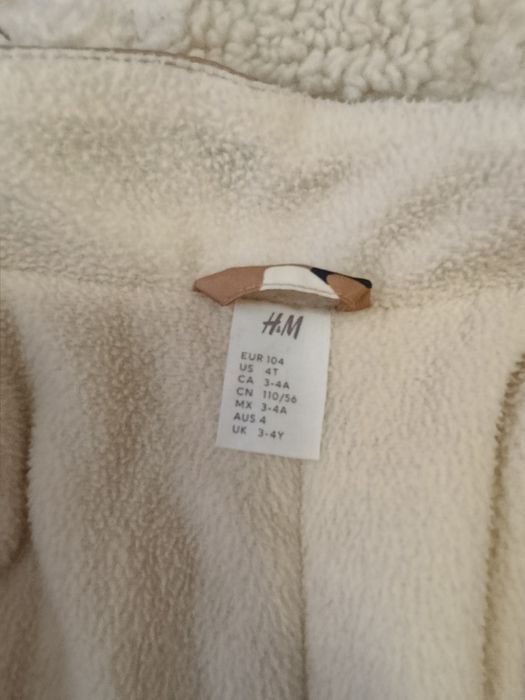 H&M
EUR 104
US 4T
CA 3-4A
CN 110/56
MX 3-4A
AUS 4
UK 3-4Y